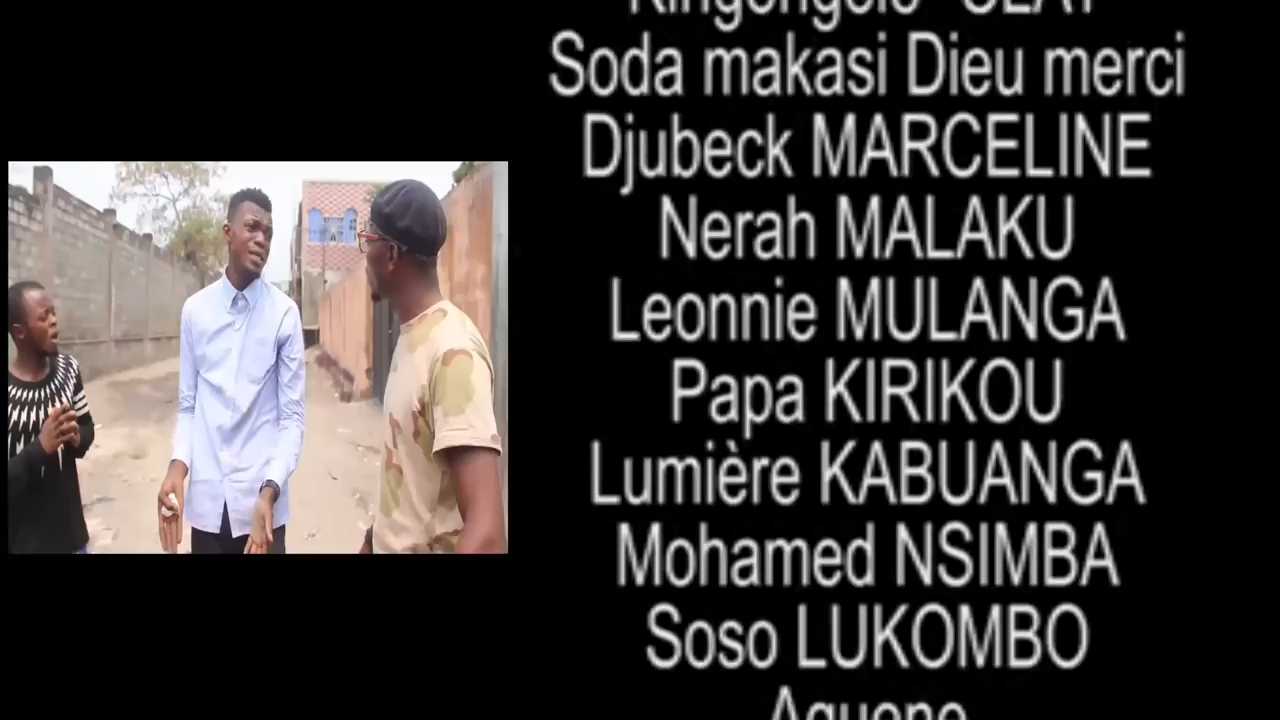 Soda makasi Dieu merci
Djubeck MARCELINE
Nerah MALAKU
Leonnie MULANGA
Papa KIRIKOU
Lumière KABUANGA
Mohamed NSIMBA
Soso LUKOMBO